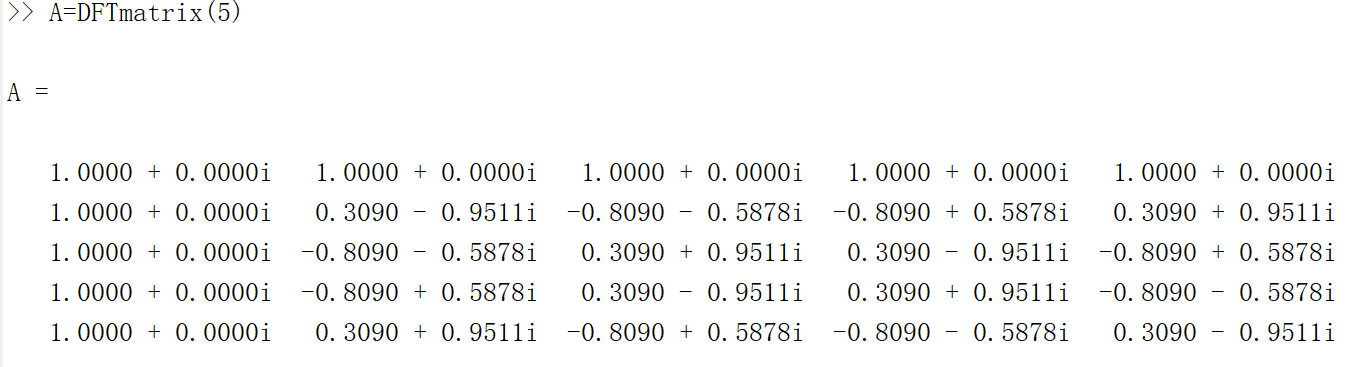 >> A=DFTmatrix(5)
A =
1.0000 + 0.0000i 1.0000 + 0.0000i 1.0000 + 0.0000i 1.0000 + 0.0000i 1.0000 + 0.0000i
1.0000 + 0.0000i 0.3090 - 0.9511i -0.8090 - 0.5878i -0.8090 + 0.5878i 0.3090 + 0.9511i
1.0000 + 0.0000i -0.8090 - 0.5878i 0.3090 + 0.9511i 0.3090 - 0.9511i -0.8090 + 0.5878i
1.0000 + 0.0000i -0.8090 + 0.5878i 0.3090 - 0.9511i 0.3090 + 0.9511i -0.8090 - 0.5878i
1.0000 + 0.0000i 0.3090 + 0.9511i -0.8090 + 0.5878i -0.8090 - 0.5878i 0.3090 - 0.9511i